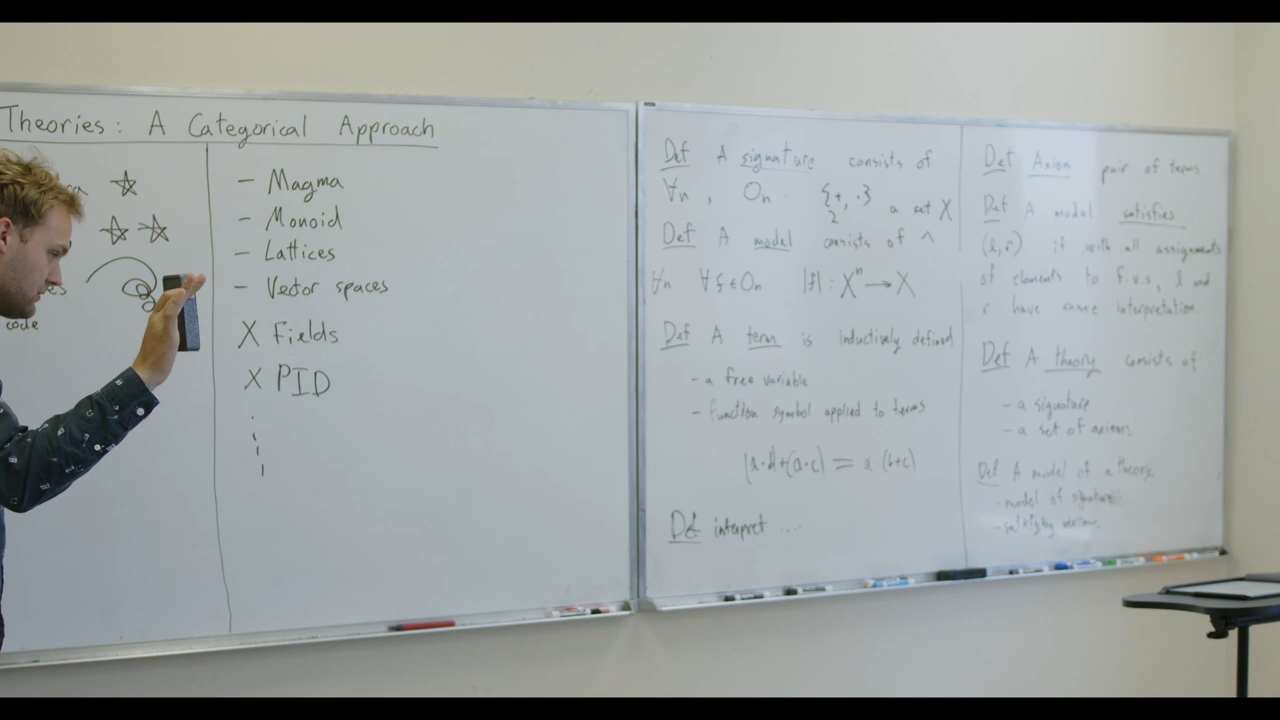 Theories: A Categorical Approach
code
- Magma
- Monoid
- Lattices
- Vector spaces
X Fields
X PID
Def A signature consists of
∀n, On {+, ·}
2
a set X
Def A model consists of ^
∀n ∀f ∈ On |f| : Xⁿ → X
Def A term is inductively defined
- a free variable
- function symbol applied to terms
(a·b)+(a·c) = a·(b+c)
Def interpret ...
Def Axiom pair of terms
Def A model satisfies
(l,r) if with all assignments
of elements to f.v.s, l and
r have same interpretation.
Def A theory consists of
- a signature
- a set of axioms
Def A model of a theory
- model of signature
- satisfying axioms